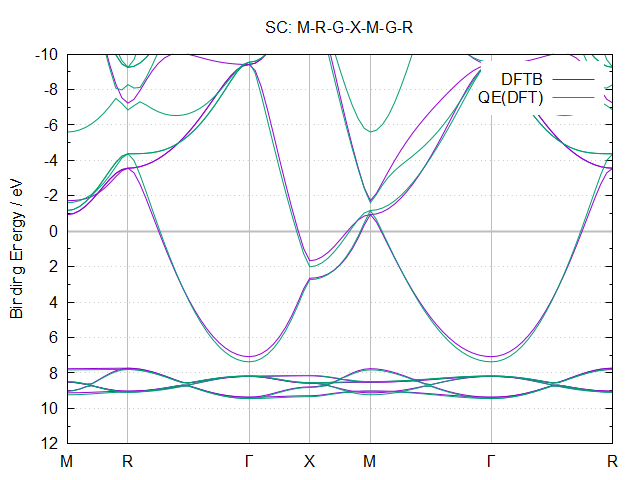 SC: M-R-G-X-M-G-R
-10
-8
-6
-4
-2
0
2
4
6
8
10
12
Binding Energy / eV
DFTB
QE(DFT)
M R Γ X M Γ R